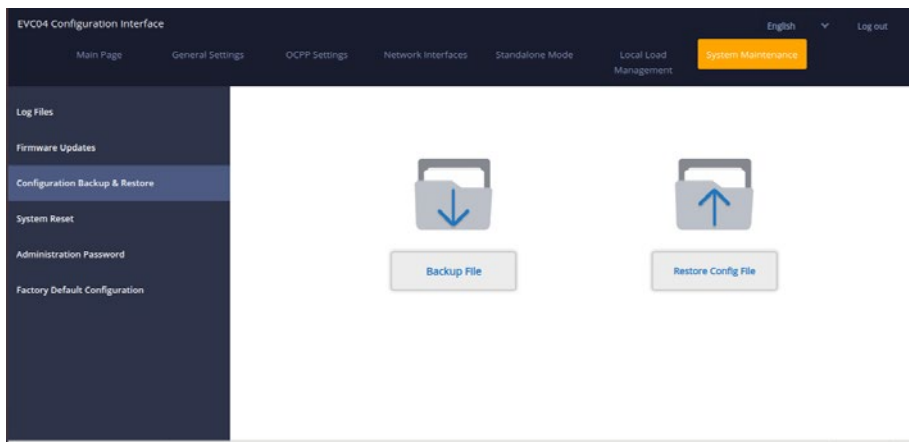 EVC04 Configuration Interface
English
Log out
Main Page
General Settings
OCPP Settings
Network Interfaces
Standalone Mode
Local Load
Management
System Maintenance
Log Files
Firmware Updates
Configuration Backup & Restore
System Reset
Administration Password
Factory Default Configuration
Backup File
Restore Config File